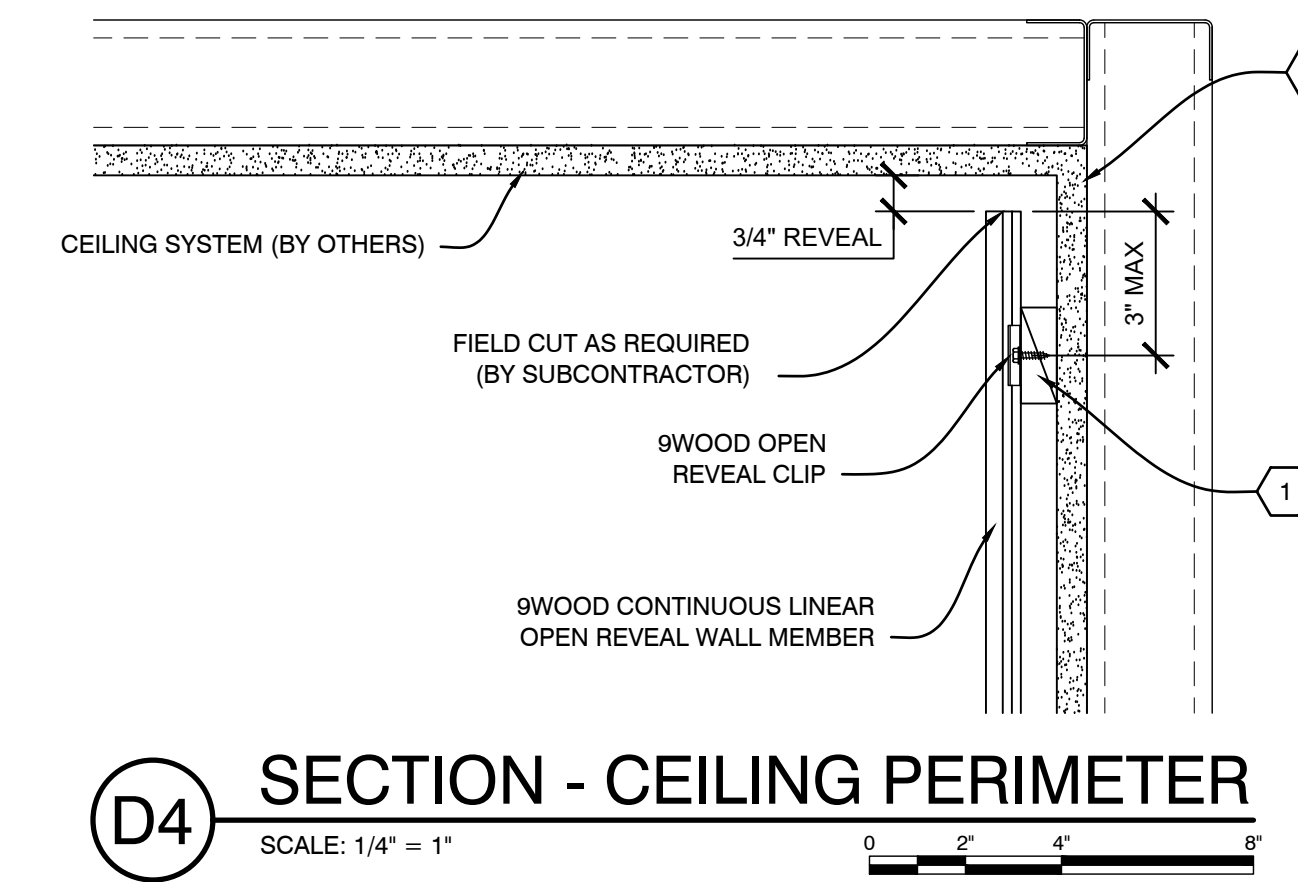 CEILING SYSTEM (BY OTHERS)
3/4" REVEAL
3" MAX
FIELD CUT AS REQUIRED
(BY SUBCONTRACTOR)
9WOOD OPEN
REVEAL CLIP
1
9WOOD CONTINUOUS LINEAR
OPEN REVEAL WALL MEMBER
D4
SECTION - CEILING PERIMETER
SCALE: 1/4" = 1"
0 2" 4" 8"